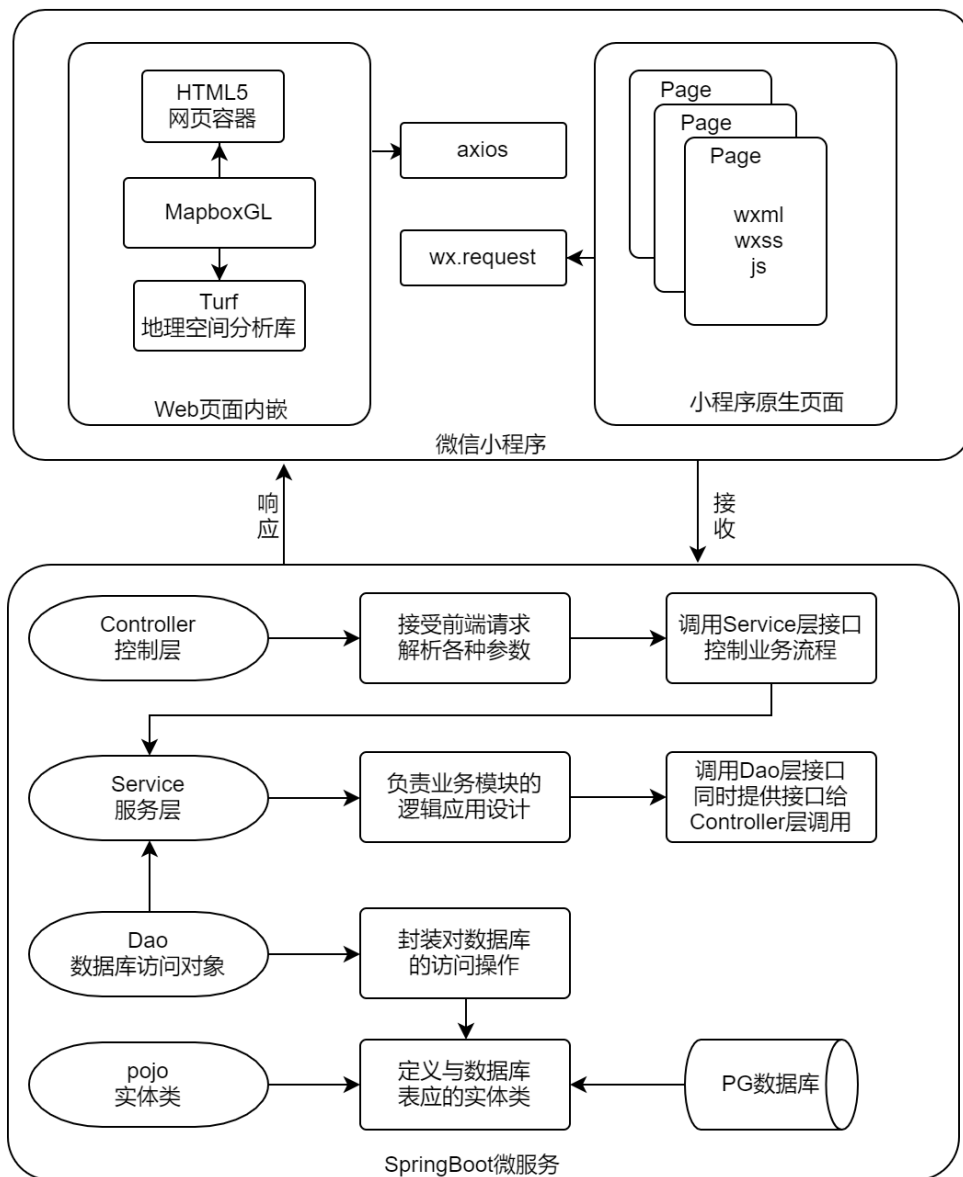 HTML5
网页容器
MapboxGL
Turf
地理空间分析库
Web页面内嵌
axios
wx.request
Page
Page
Page
wxml
wxss
js
小程序原生页面
微信小程序
响
应
接
收
Controller
控制层
接受前端请求
解析各种参数
调用Service层接口
控制业务流程
Service
服务层
负责业务模块的
逻辑应用设计
调用Dao层接口
同时提供接口给
Controller层调用
Dao
数据库访问对象
封装对数据库
的访问操作
pojo
实体类
定义与数据库
表应的实体类
PG数据库
SpringBoot微服务